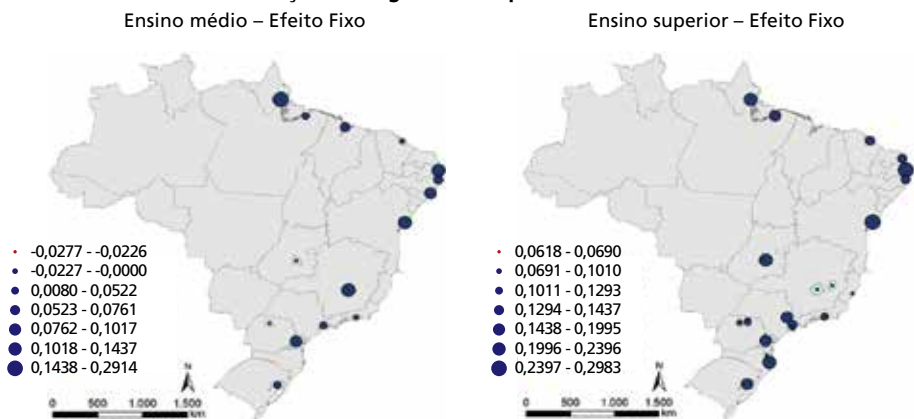 Ensino médio – Efeito Fixo
-0,0277 - -0,0226
-0,0227 - -0,0000
0,0080 - 0,0522
0,0523 - 0,0761
0,0762 - 0,1017
0,1018 - 0,1437
0,1438 - 0,2914
N
0 500 1.000 1.500
km
Ensino superior – Efeito Fixo
0,0618 - 0,0690
0,0691 - 0,1010
0,1011 - 0,1293
0,1294 - 0,1437
0,1438 - 0,1995
0,1996 - 0,2396
0,2397 - 0,2983
N
0 500 1.000 1.500
km